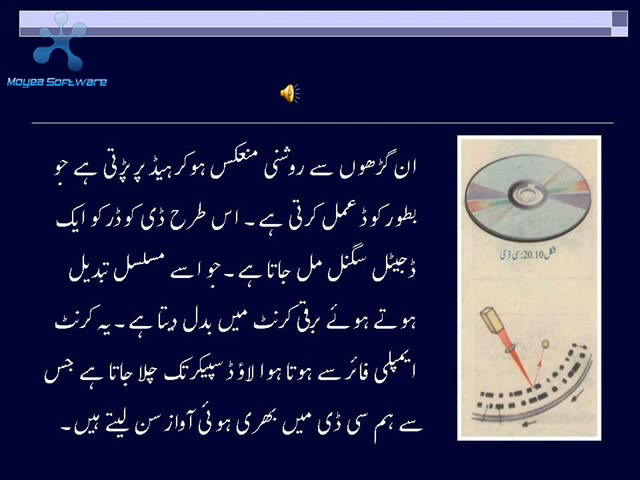 Moyea Software
ان گڑھوں سے روشنی منعکس ہو کر ہیڈ پر پڑتی ہے جو
بطور کوڈ عمل کرتی ہے۔ اس طرح ڈی کوڈر کو ایک
ڈجیٹل سگنل مل جاتا ہے۔ جو اسے مسلسل تبدیل
ہوتے ہوئے برقی کرنٹ میں بدل دیتا ہے۔ یہ کرنٹ
ایمپلی فائر سے ہوتا ہوا لاؤڈ سپیکر تک چلا جاتا ہے جس
سے ہم سی ڈی میں بھری ہوئی آواز سن لیتے ہیں۔
شکل 20.10: سی ڈی